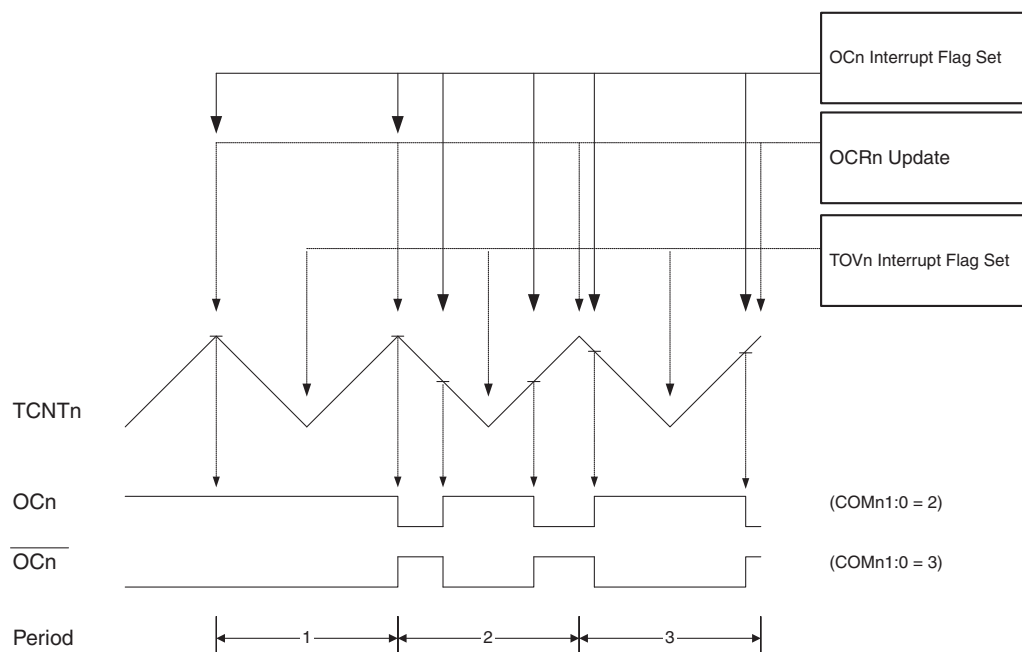 OCn Interrupt Flag Set
OCRn Update
TOVn Interrupt Flag Set
TCNTn
OCn
(COMn1:0 = 2)
OCn
(COMn1:0 = 3)
Period
1
2
3